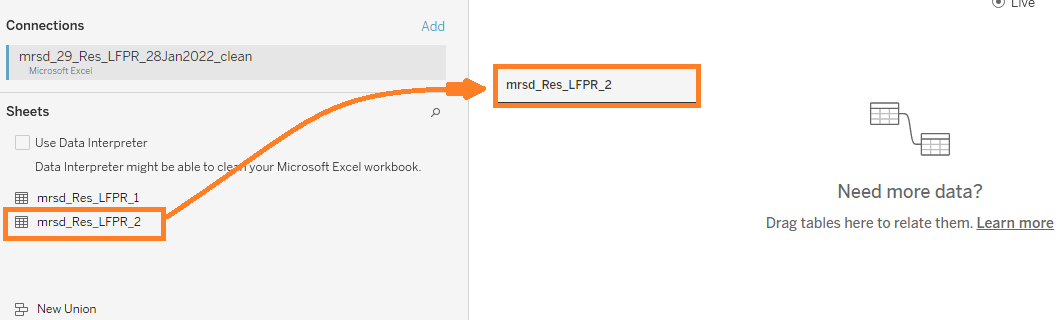 Connections
Add
mrsd_29_Res_LFPR_28Jan2022_clean
Microsoft Excel
Sheets
Use Data Interpreter
Data Interpreter might be able to clean your Microsoft Excel workbook.
mrsd_Res_LFPR_1
mrsd_Res_LFPR_2
New Union
Live
mrsd_Res_LFPR_2
Need more data?
Drag tables here to relate them. Learn more